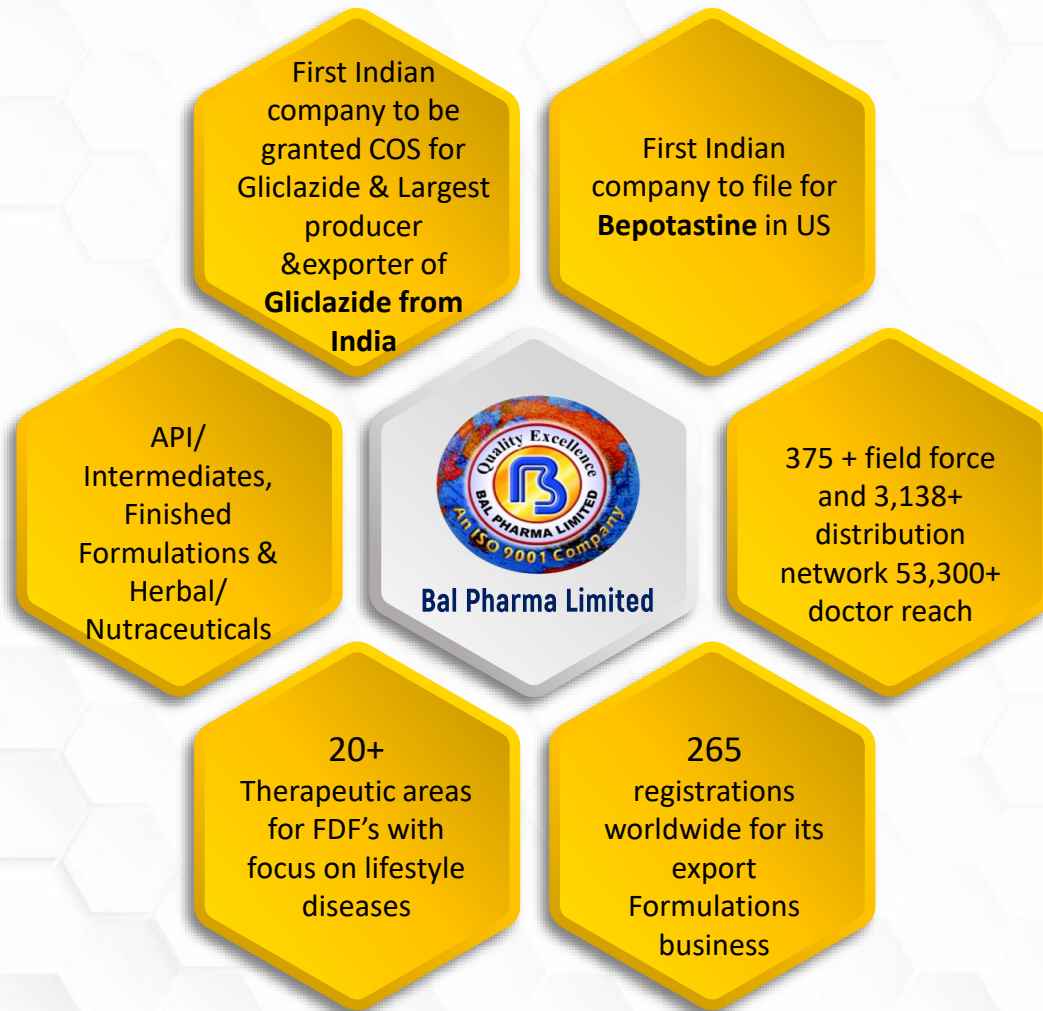 First Indian
company to be
granted COS for
Gliclazide & Largest
producer
&exporter of
Gliclazide from
India
First Indian
company to file for
Bepotastine in US
API/
Intermediates,
Finished
Formulations &
Herbal/
Nutraceuticals
Quality Excellence
BAL PHARMA LIMITED
An ISO 9001 Company
Bal Pharma Limited
375 + field force
and 3,138+
distribution
network 53,300+
doctor reach
20+
Therapeutic areas
for FDF's with
focus on lifestyle
diseases
265
registrations
worldwide for its
export
Formulations
business